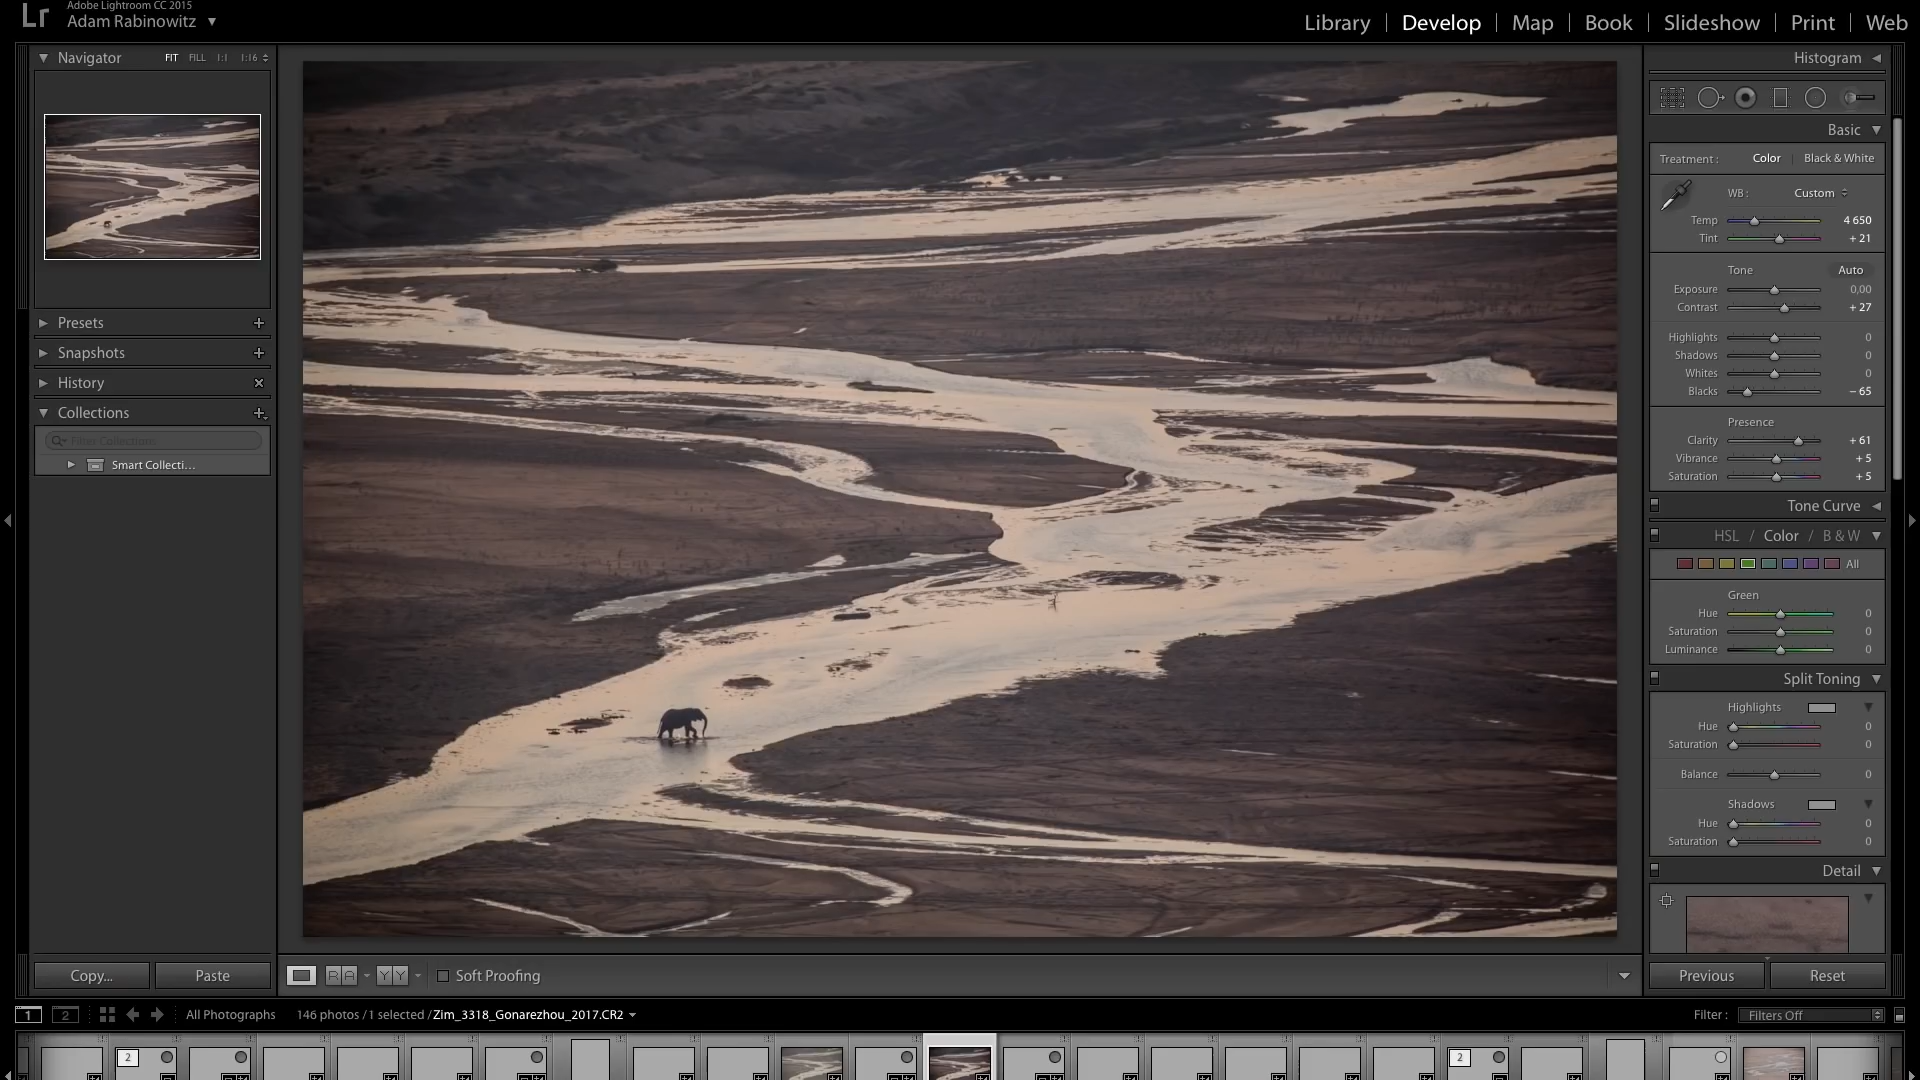 Lr
Adobe Lightroom CC 2015
Adam Rabinowitz
Library | Develop | Map | Book | Slideshow | Print | Web
Navigator FIT FILL 1:1 1:16
Presets
Snapshots
History
Collections
Filter Collections
Smart Collecti...
Copy... Paste
Histogram
Basic
Treatment : Color Black & White
WB : Custom
Temp 4 650
Tint + 21
Tone Auto
Exposure 0,00
Contrast + 27
Highlights 0
Shadows 0
Whites 0
Blacks – 65
Presence
Clarity + 61
Vibrance + 5
Saturation + 5
Tone Curve
HSL / Color / B & W
All
Green
Hue 0
Saturation 0
Luminance 0
Split Toning
Highlights
Hue 0
Saturation 0
Balance 0
Shadows
Hue 0
Saturation 0
Detail
Previous Reset
R A Y Y Soft Proofing
1 2 All Photographs 146 photos / 1 selected / Zim_3318_Gonarezhou_2017.CR2 Filter : Filters Off
2 2